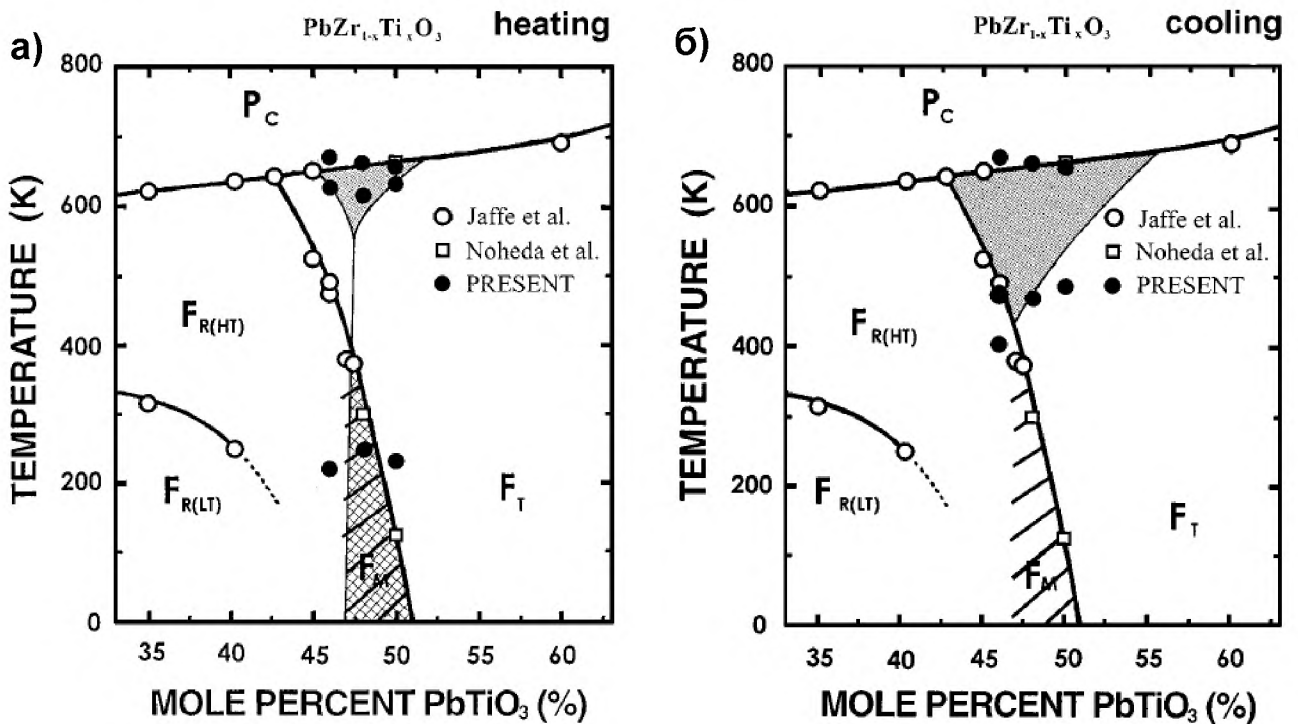 а) PbZr1-xTixO3 heating
800
600
400
200
0
TEMPERATURE (K)
PC
Jaffe et al.
Noheda et al.
PRESENT
FR(HT)
FR(LT)
FT
FM
35 40 45 50 55 60
MOLE PERCENT PbTiO3 (%)
б) PbZr1-xTixO3 cooling
800
600
400
200
0
TEMPERATURE (K)
PC
Jaffe et al.
Noheda et al.
PRESENT
FR(HT)
FR(LT)
FT
FM
35 40 45 50 55 60
MOLE PERCENT PbTiO3 (%)